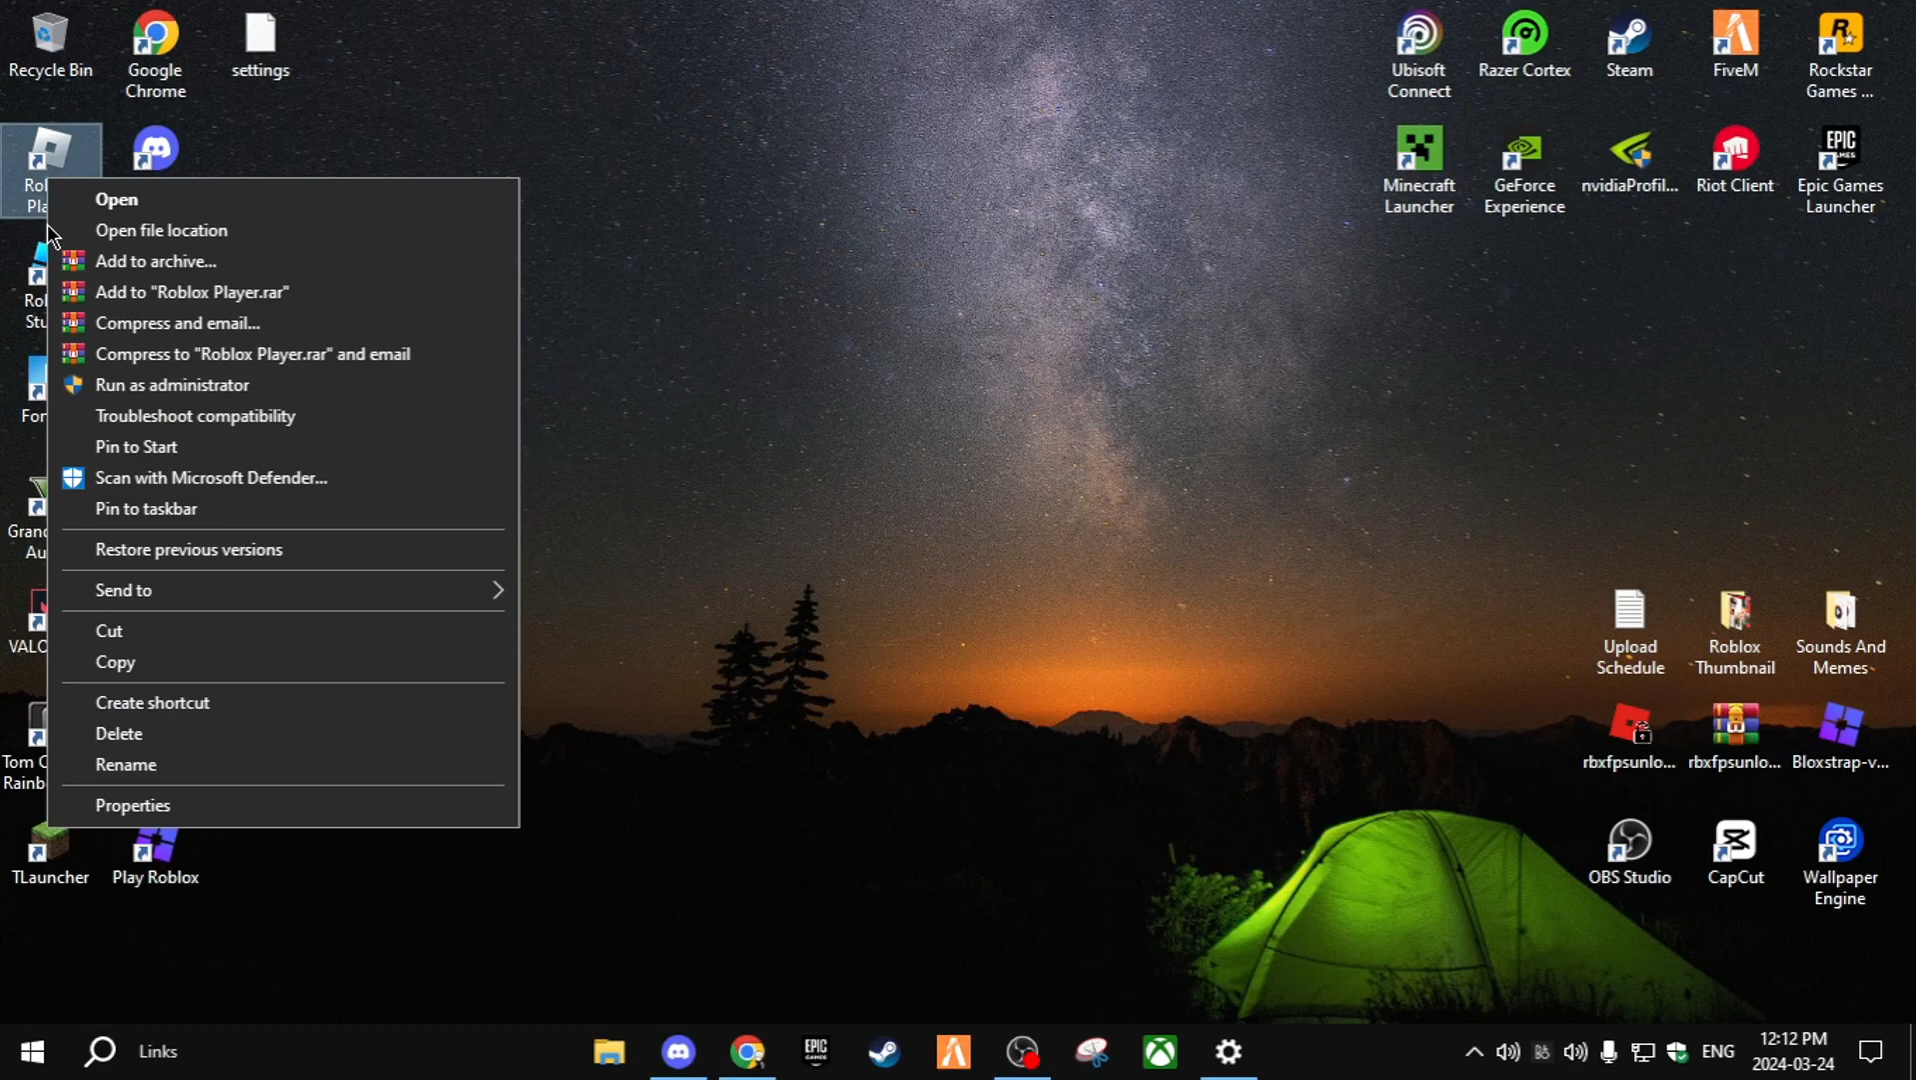 Recycle Bin
Google
Chrome
settings
Ubisoft
Connect
Razer Cortex
Steam
FiveM
Rockstar
Games ...
Minecraft
Launcher
GeForce
Experience
nvidiaProfil...
Riot Client
EPIC
GAMES
Epic Games
Launcher
Open
Open file location
Add to archive...
Add to "Roblox Player.rar"
Compress and email...
Compress to "Roblox Player.rar" and email
Run as administrator
Troubleshoot compatibility
Pin to Start
Scan with Microsoft Defender...
Pin to taskbar
Restore previous versions
Send to
Cut
Copy
Create shortcut
Delete
Rename
Properties
Tom C
TLauncher
Play Roblox
Upload
Schedule
Roblox
Thumbnail
Sounds And
Memes
rbxfpsunlo...
rbxfpsunlo...
Bloxstrap-v...
OBS Studio
CapCut
Wallpaper
Engine
Links
EPIC
GAMES
ENG
12:12 PM
2024-03-24